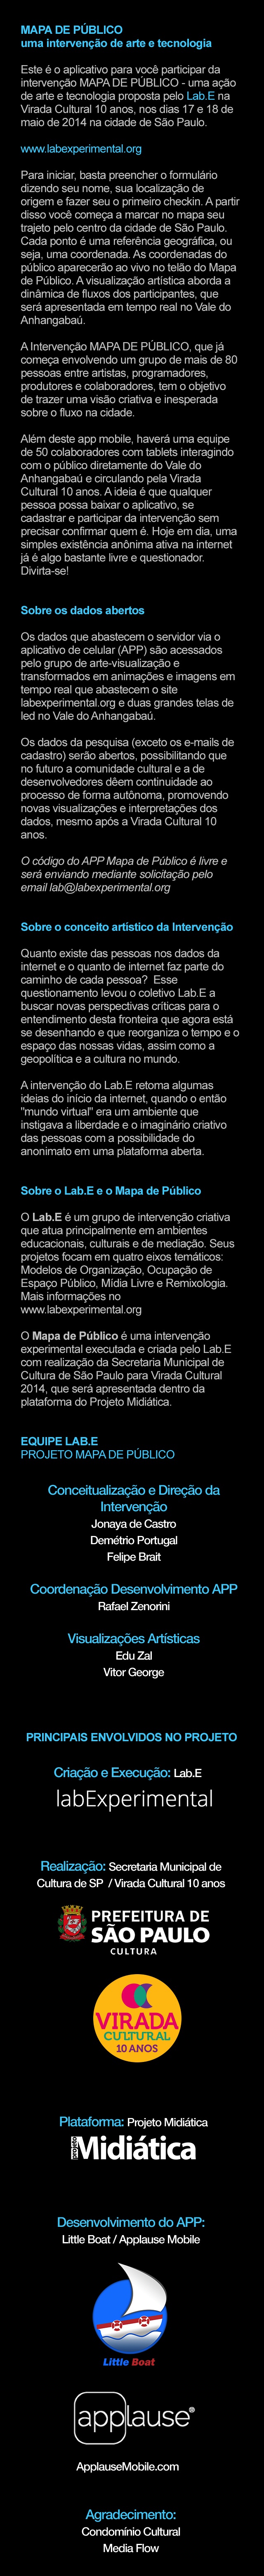 MAPA DE PÚBLICO
uma intervenção de arte e tecnologia
Este é o aplicativo para você participar da
intervenção MAPA DE PÚBLICO - uma ação
de arte e tecnologia proposta pelo Lab.E na
Virada Cultural 10 anos, nos dias 17 e 18 de
maio de 2014 na cidade de São Paulo.
www.labexperimental.org
Para iniciar, basta preencher o formulário
dizendo seu nome, sua localização de
origem e fazer seu o primeiro checkin. A partir
disso você começa a marcar no mapa seu
trajeto pelo centro da cidade de São Paulo.
Cada ponto é uma referência geográfica, ou
seja, uma coordenada. As coordenadas do
público aparecerão ao vivo no telão do Mapa
de Público. A visualização artística aborda a
dinâmica de fluxos dos participantes, que
será apresentada em tempo real no Vale do
Anhangabaú.
A Intervenção MAPA DE PÚBLICO, que já
começa envolvendo um grupo de mais de 80
pessoas entre artistas, programadores,
produtores e colaboradores, tem o objetivo
de trazer uma visão criativa e inesperada
sobre o fluxo na cidade.
Além deste app mobile, haverá uma equipe
de 50 colaboradores com tablets interagindo
com o público diretamente do Vale do
Anhangabaú e circulando pela Virada
Cultural 10 anos. A ideia é que qualquer
pessoa possa baixar o aplicativo, se
cadastrar e participar da intervenção sem
precisar confirmar quem é. Hoje em dia, uma
simples existência anônima ativa na internet
já é algo bastante livre e questionador.
Divirta-se!
Sobre os dados abertos
Os dados que abastecem o servidor via o
aplicativo de celular (APP) são acessados
pelo grupo de arte-visualização e
transformados em animações e imagens em
tempo real que abastecem o site
labexperimental.org e duas grandes telas de
led no Vale do Anhangabaú.
Os dados da pesquisa (exceto os e-mails de
cadastro) serão abertos, possibilitando que
no futuro a comunidade cultural e a de
desenvolvedores dêem continuidade ao
processo de forma autônoma, promovendo
novas visualizações e interpretações dos
dados, mesmo após a Virada Cultural 10
anos.
O código do APP Mapa de Público é livre e
será enviando mediante solicitação pelo
email lab@labexperimental.org
Sobre o conceito artístico da Intervenção
Quanto existe das pessoas nos dados da
internet e o quanto de internet faz parte do
caminho de cada pessoa? Esse
questionamento levou o coletivo Lab.E a
buscar novas perspectivas críticas para o
entendimento desta fronteira que agora está
se desenhando e que reorganiza o tempo e o
espaço das nossas vidas, assim como a
geopolítica e a cultura no mundo.
A intervenção do Lab.E retoma algumas
ideias do início da internet, quando o então
"mundo virtual" era um ambiente que
instigava a liberdade e o imaginário criativo
das pessoas com a possibilidade do
anonimato em uma plataforma aberta.
Sobre o Lab.E e o Mapa de Público
O Lab.E é um grupo de intervenção criativa
que atua principalmente em ambientes
educacionais, culturais e de mediação. Seus
projetos focam em quatro eixos temáticos:
Modelos de Organização, Ocupação de
Espaço Público, Mídia Livre e Remixologia.
Mais informações no
www.labexperimental.org
O Mapa de Público é uma intervenção
experimental executada e criada pelo Lab.E
com realização da Secretaria Municipal de
Cultura de São Paulo para Virada Cultural
2014, que será apresentada dentro da
plataforma do Projeto Midiática.
EQUIPE LAB.E
PROJETO MAPA DE PÚBLICO
Conceitualização e Direção da
Intervenção
Jonaya de Castro
Demétrio Portugal
Felipe Brait
Coordenação Desenvolvimento APP
Rafael Zenorini
Visualizações Artísticas
Edu Zal
Vitor George
PRINCIPAIS ENVOLVIDOS NO PROJETO
Criação e Execução: Lab.E
labExperimental
Realização: Secretaria Municipal de
Cultura de SP / Virada Cultural 10 anos
PREFEITURA DE
SÃO PAULO
CULTURA
VIRADA
CULTURAL
10 ANOS
Plataforma: Projeto Midiática
projeto Midiática
Desenvolvimento do APP:
Little Boat / Applause Mobile
Little Boat
applause®
ApplauseMobile.com
Agradecimento:
Condomínio Cultural
Media Flow